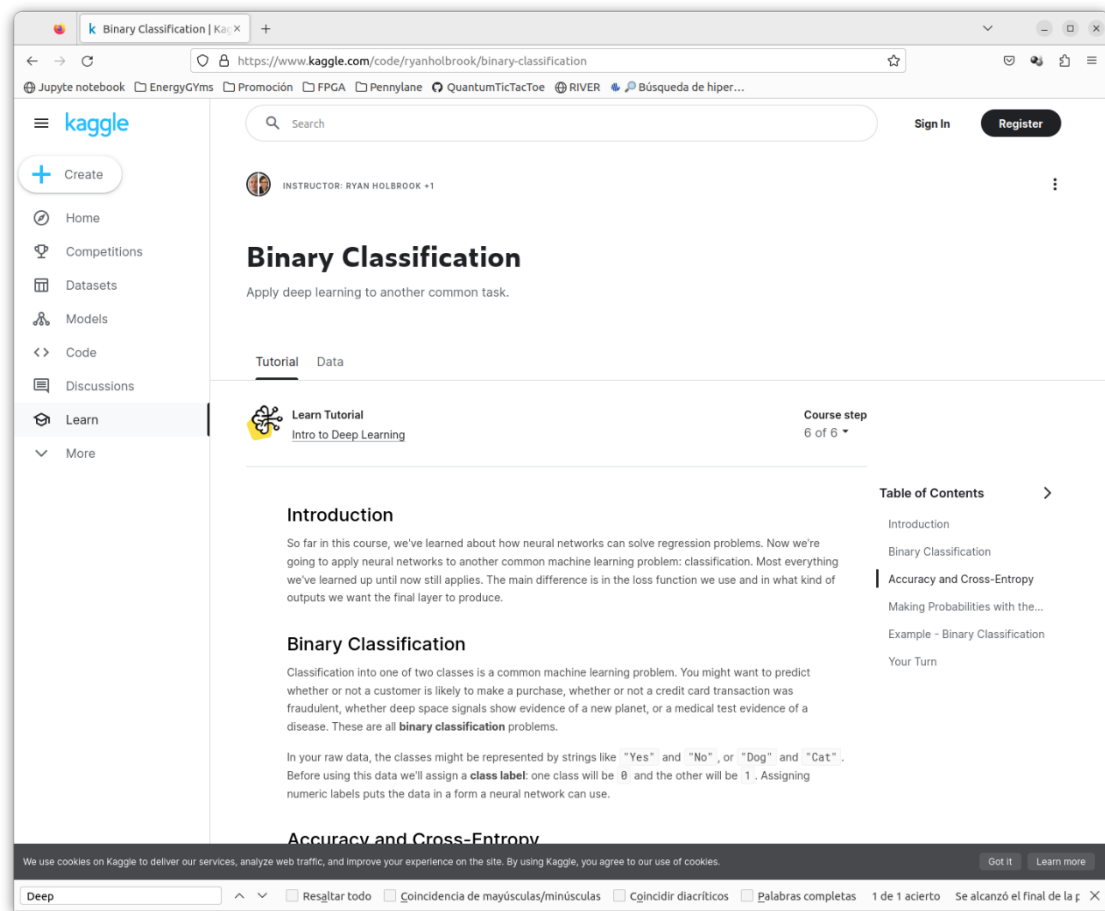 Binary Classification | Kag
https://www.kaggle.com/code/ryanholbrook/binary-classification
Jupyte notebook EnergyGYms Promoción FPGA Pennylane QuantumTicTacToe RIVER Búsqueda de hiper...
kaggle
Search
Sign In
Register
Create
Home
Competitions
Datasets
Models
Code
Discussions
Learn
More
INSTRUCTOR: RYAN HOLBROOK +1
Binary Classification
Apply deep learning to another common task.
Tutorial Data
Learn Tutorial
Intro to Deep Learning
Course step
6 of 6
Introduction
So far in this course, we've learned about how neural networks can solve regression problems. Now we're
going to apply neural networks to another common machine learning problem: classification. Most everything
we've learned up until now still applies. The main difference is in the loss function we use and in what kind of
outputs we want the final layer to produce.
Binary Classification
Classification into one of two classes is a common machine learning problem. You might want to predict
whether or not a customer is likely to make a purchase, whether or not a credit card transaction was
fraudulent, whether deep space signals show evidence of a new planet, or a medical test evidence of a
disease. These are all binary classification problems.
In your raw data, the classes might be represented by strings like "Yes" and "No", or "Dog" and "Cat".
Before using this data we'll assign a class label: one class will be 0 and the other will be 1. Assigning
numeric labels puts the data in a form a neural network can use.
Accuracy and Cross-Entropy
Table of Contents
Introduction
Binary Classification
Accuracy and Cross-Entropy
Making Probabilities with the...
Example - Binary Classification
Your Turn
We use cookies on Kaggle to deliver our services, analyze web traffic, and improve your experience on the site. By using Kaggle, you agree to our use of cookies.
Got it
Learn more
Deep
Resaltar todo Coincidencia de mayúsculas/minúsculas Coincidir diacríticos Palabras completas 1 de 1 acierto Se alcanzó el final de la p